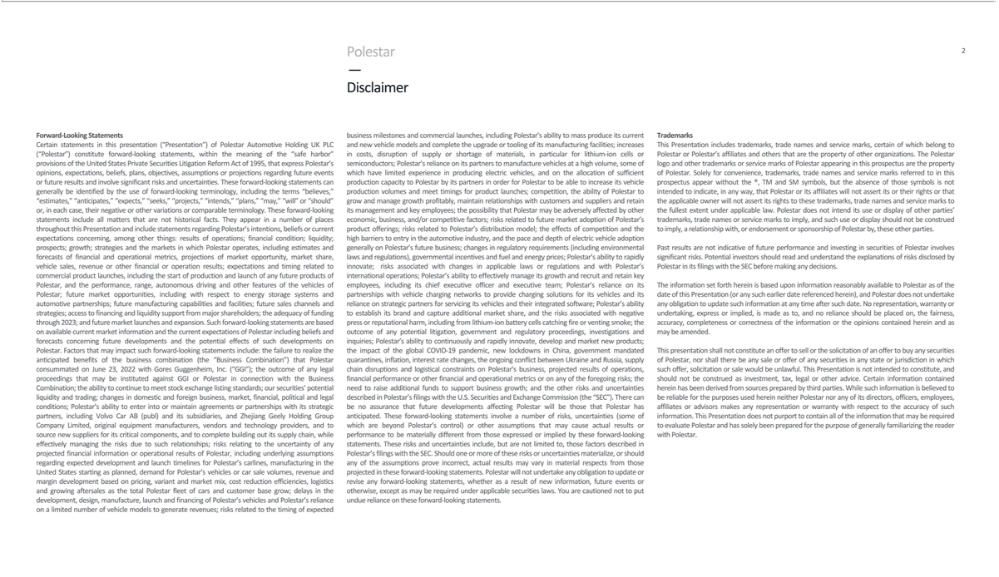 Polestar
2
—
Disclaimer
Forward-Looking Statements
Certain statements in this presentation (“Presentation”) of Polestar Automotive Holding UK PLC
(“Polestar”) constitute forward-looking statements, within the meaning of the “safe harbor”
provisions of the United States Private Securities Litigation Reform Act of 1995, that express Polestar’s
opinions, expectations, beliefs, plans, objectives, assumptions or projections regarding future events
or future results and involve significant risks and uncertainties. These forward-looking statements can
generally be identified by the use of forward-looking terminology, including the terms “believes,”
“estimates,” “anticipates,” “expects,” “seeks,” “projects,” “intends,” “plans,” “may,” “will” or “should”
or, in each case, their negative or other variations or comparable terminology. These forward-looking
statements include all matters that are not historical facts. They appear in a number of places
throughout this Presentation and include statements regarding Polestar’s intentions, beliefs or current
expectations concerning, among other things: results of operations; financial condition; liquidity;
prospects; growth; strategies and the markets in which Polestar operates, including estimates and
forecasts of financial and operational metrics, projections of market opportunity, market share,
vehicle sales, revenue or other financial or operation results; expectations and timing related to
commercial product launches, including the start of production and launch of any future products of
Polestar, and the performance, range, autonomous driving and other features of the vehicles of
Polestar; future market opportunities, including with respect to energy storage systems and
automotive partnerships; future manufacturing capabilities and facilities; future sales channels and
strategies; access to financing and liquidity support from major shareholders; the adequacy of funding
through 2023; and future market launches and expansion. Such forward-looking statements are based
on available current market information and the current expectations of Polestar including beliefs and
forecasts concerning future developments and the potential effects of such developments on
Polestar. Factors that may impact such forward-looking statements include: the failure to realize the
anticipated benefits of the business combination (the “Business Combination”) that Polestar
consummated on June 23, 2022 with Gores Guggenheim, Inc. (“GGI”); the outcome of any legal
proceedings that may be instituted against GGI or Polestar in connection with the Business
Combination; the ability to continue to meet stock exchange listing standards; our securities’ potential
liquidity and trading; changes in domestic and foreign business, market, financial, political and legal
conditions; Polestar’s ability to enter into or maintain agreements or partnerships with its strategic
partners, including Volvo Car AB (publ) and its subsidiaries, and Zhejiang Geely Holding Group
Company Limited, original equipment manufacturers, vendors and technology providers, and to
source new suppliers for its critical components, and to complete building out its supply chain, while
effectively managing the risks due to such relationships; risks relating to the uncertainty of any
projected financial information or operational results of Polestar, including underlying assumptions
regarding expected development and launch timelines for Polestar’s carlines, manufacturing in the
United States starting as planned, demand for Polestar’s vehicles or car sale volumes, revenue and
margin development based on pricing, variant and market mix, cost reduction efficiencies, logistics
and growing aftersales as the total Polestar fleet of cars and customer base grow; delays in the
development, design, manufacture, launch and financing of Polestar’s vehicles and Polestar’s reliance
on a limited number of vehicle models to generate revenues; risks related to the timing of expected
business milestones and commercial launches, including Polestar’s ability to mass produce its current
and new vehicle models and complete the upgrade or tooling of its manufacturing facilities; increases
in costs, disruption of supply or shortage of materials, in particular for lithium-ion cells or
semiconductors; Polestar’s reliance on its partners to manufacture vehicles at a high volume, some of
which have limited experience in producing electric vehicles, and on the allocation of sufficient
production capacity to Polestar by its partners in order for Polestar to be able to increase its vehicle
production volumes and meet timings for product launches; competition, the ability of Polestar to
grow and manage growth profitably, maintain relationships with customers and suppliers and retain
its management and key employees; the possibility that Polestar may be adversely affected by other
economic, business, and/or competitive factors; risks related to future market adoption of Polestar’s
product offerings; risks related to Polestar’s distribution model; the effects of competition and the
high barriers to entry in the automotive industry, and the pace and depth of electric vehicle adoption
generally on Polestar’s future business; changes in regulatory requirements (including environmental
laws and regulations), governmental incentives and fuel and energy prices; Polestar’s ability to rapidly
innovate; risks associated with changes in applicable laws or regulations and with Polestar’s
international operations; Polestar’s ability to effectively manage its growth and recruit and retain key
employees, including its chief executive officer and executive team; Polestar’s reliance on its
partnerships with vehicle charging networks to provide charging solutions for its vehicles and its
reliance on strategic partners for servicing its vehicles and their integrated software; Polestar’s ability
to establish its brand and capture additional market share, and the risks associated with negative
press or reputational harm, including from lithium-ion battery cells catching fire or venting smoke; the
outcome of any potential litigation, government and regulatory proceedings, investigations and
inquiries; Polestar’s ability to continuously and rapidly innovate, develop and market new products;
the impact of the global COVID-19 pandemic, new lockdowns in China, government mandated
quarantines, inflation, interest rate changes, the ongoing conflict between Ukraine and Russia, supply
chain disruptions and logistical constraints on Polestar’s business, projected results of operations,
financial performance or other financial and operational metrics or on any of the foregoing risks; the
need to raise additional funds to support business growth; and the other risks and uncertainties
described in Polestar’s filings with the U.S. Securities and Exchange Commission (the “SEC”). There can
be no assurance that future developments affecting Polestar will be those that Polestar has
anticipated. These forward-looking statements involve a number of risks, uncertainties (some of
which are beyond Polestar’s control) or other assumptions that may cause actual results or
performance to be materially different from those expressed or implied by these forward-looking
statements. These risks and uncertainties include, but are not limited to, those factors described in
Polestar’s filings with the SEC. Should one or more of these risks or uncertainties materialize, or should
any of the assumptions prove incorrect, actual results may vary in material respects from those
projected in these forward-looking statements. Polestar will not undertake any obligation to update or
revise any forward-looking statements, whether as a result of new information, future events or
otherwise, except as may be required under applicable securities laws. You are cautioned not to put
undue reliance on these forward-looking statements.
Trademarks
This Presentation includes trademarks, trade names and service marks, certain of which belong to
Polestar or Polestar’s affiliates and others that are the property of other organizations. The Polestar
logo and other trademarks or service marks of Polestar appearing in this prospectus are the property
of Polestar. Solely for convenience, trademarks, trade names and service marks referred to in this
prospectus appear without the ®, TM and SM symbols, but the absence of those symbols is not
intended to indicate, in any way, that Polestar or its affiliates will not assert its or their rights or that
the applicable owner will not assert its rights to these trademarks, trade names and service marks to
the fullest extent under applicable law. Polestar does not intend its use or display of other parties’
trademarks, trade names or service marks to imply, and such use or display should not be construed
to imply, a relationship with, or endorsement or sponsorship of Polestar by, these other parties.
Past results are not indicative of future performance and investing in securities of Polestar involves
significant risks. Potential investors should read and understand the explanations of risks disclosed by
Polestar in its filings with the SEC before making any decisions.
The information set forth herein is based upon information reasonably available to Polestar as of the
date of this Presentation (or any such earlier date referenced herein), and Polestar does not undertake
any obligation to update such information at any time after such date. No representation, warranty or
undertaking, express or implied, is made as to, and no reliance should be placed on, the fairness,
accuracy, completeness or correctness of the information or the opinions contained herein and as
may be amended.
This presentation shall not constitute an offer to sell or the solicitation of an offer to buy any securities
of Polestar, nor shall there be any sale or offer of any securities in any state or jurisdiction in which
such offer, solicitation or sale would be unlawful. This Presentation is not intended to constitute, and
should not be construed as investment, tax, legal or other advice. Certain information contained
herein has been derived from sources prepared by third parties. While such information is believed to
be reliable for the purposes used herein neither Polestar nor any of its directors, officers, employees,
affiliates or advisors makes any representation or warranty with respect to the accuracy of such
information. This Presentation does not purport to contain all of the information that may be required
to evaluate Polestar and has solely been prepared for the purpose of generally familiarizing the reader
with Polestar.